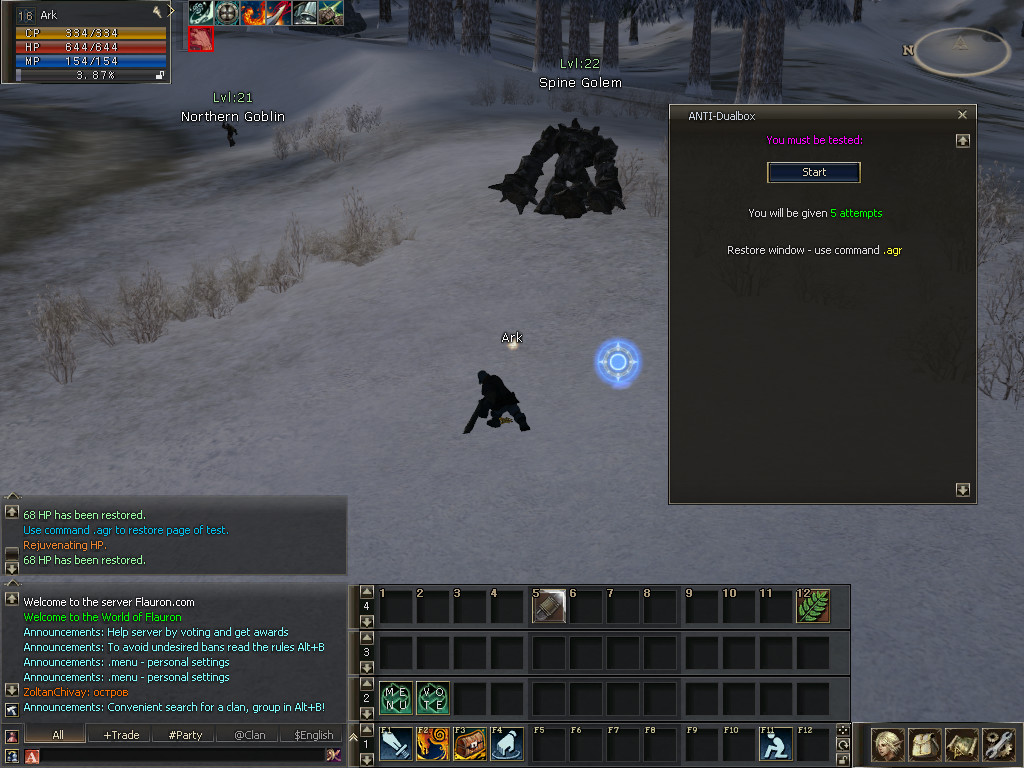 16 Ark
CP 334/334
HP 644/644
MP 154/154
3.87%
N
Lvl:21
Northern Goblin
Lvl:22
Spine Golem
ANTI-Dualbox
You must be tested:
Start
You will be given 5 attempts
Restore window - use command .agr
Ark
68 HP has been restored.
Use command .agr to restore page of test.
Rejuvenating HP.
68 HP has been restored.
Welcome to the server Flauron.com
Welcome to the World of Flauron
Announcements: Help server by voting and get awards
Announcements: To avoid undesired bans read the rules Alt+B
Announcements: .menu - personal settings
Announcements: .menu - personal settings
ZoltanChivay: остров
Announcements: Convenient search for a clan, group in Alt+B!
All +Trade #Party @Clan $English
A
4 1 2 3 4 5 6 7 8 9 10 11 12
3
2 MENU VOTE
1 F1 F2 F3 F4 F5 F6 F7 F8 F9 F10 F11 F12